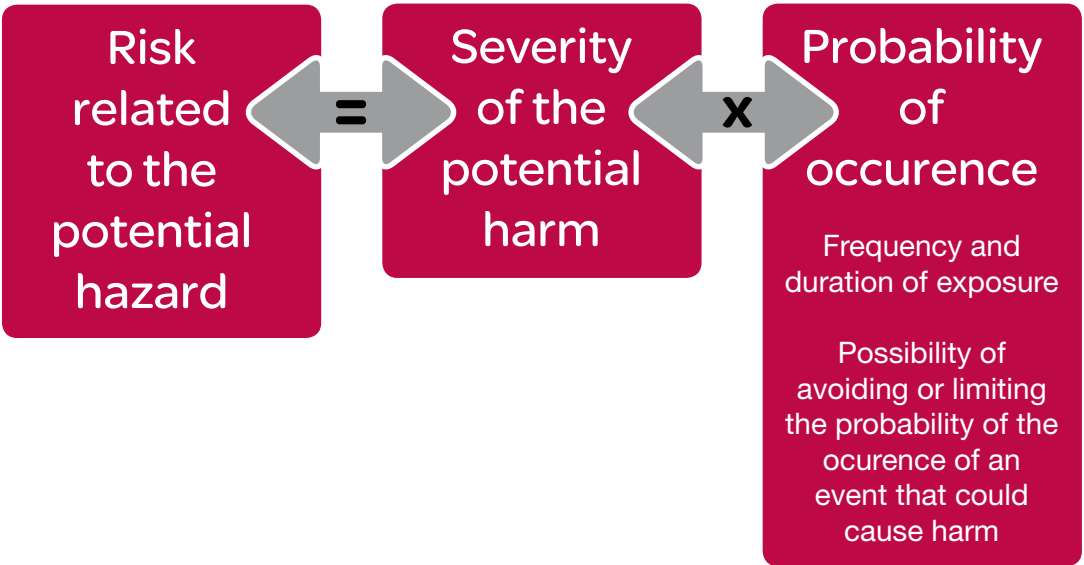 Risk
related
to the
potential
hazard
=
Severity
of the
potential
harm
x
Probability
of
occurence
Frequency and
duration of exposure
Possibility of
avoiding or limiting
the probability of the
ocurence of an
event that could
cause harm